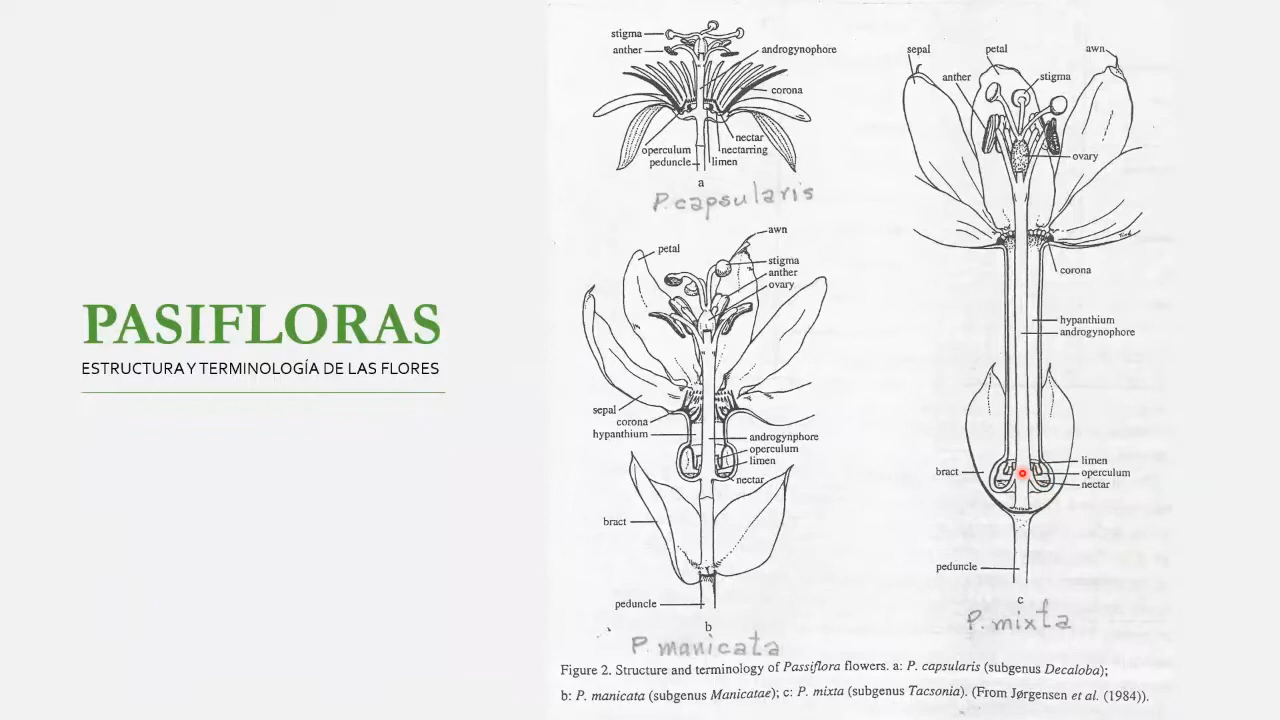 PASIFLORAS
ESTRUCTURA Y TERMINOLOGÍA DE LAS FLORES
stigma
anther
androgynophore
corona
nectar
operculum
nectarring
peduncle
limen
a
P. capsularis
sepal
petal
awn
anther
stigma
ovary
corona
hypanthium
androgynophore
bract
limen
operculum
nectar
peduncle
c
P. mixta
awn
petal
stigma
anther
ovary
sepal
corona
hypanthium
androgynphore
operculum
limen
nectar
bract
peduncle
b
P. manicata
Figure 2. Structure and terminology of Passiflora flowers. a: P. capsularis (subgenus Decaloba);
b: P. manicata (subgenus Manicatae); c: P. mixta (subgenus Tacsonia). (From Jørgensen et al. (1984)).